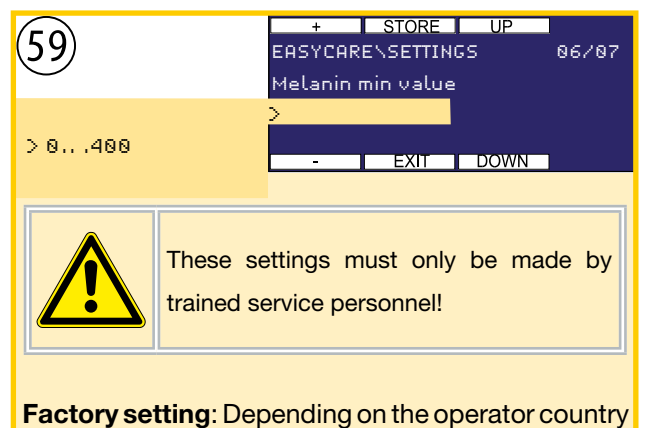 59
+ STORE UP
EASYCARE\SETTINGS 06/07
Melanin min value
>
> 0.. .400
- EXIT DOWN
These settings must only be made by
trained service personnel!
Factory setting: Depending on the operator country